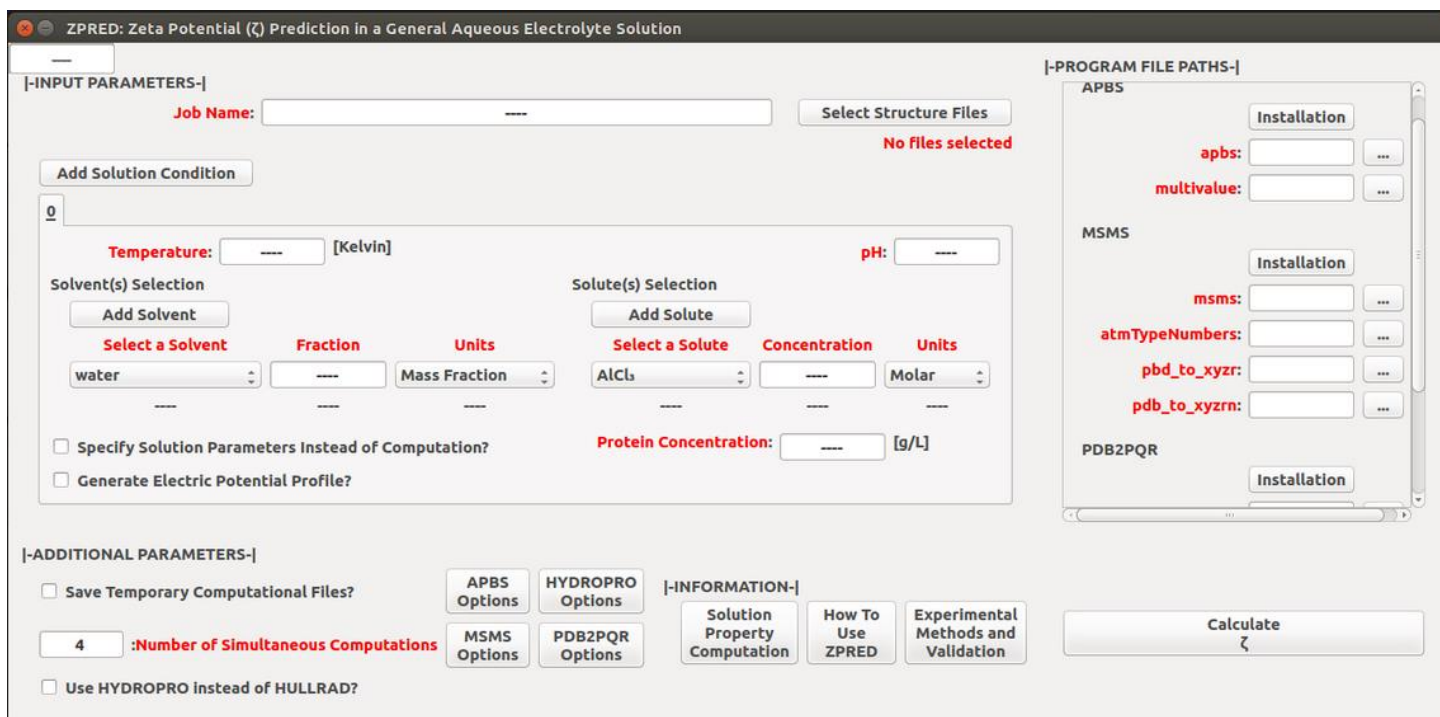 ZPRED: Zeta Potential (ζ) Prediction in a General Aqueous Electrolyte Solution
----
|-INPUT PARAMETERS-|
Job Name: ----
Select Structure Files
No files selected
Add Solution Condition
0
Temperature: ---- [Kelvin]
pH: ----
Solvent(s) Selection
Add Solvent
Select a Solvent Fraction Units
water ---- Mass Fraction
---- ---- ----
Solute(s) Selection
Add Solute
Select a Solute Concentration Units
AlCl₃ ---- Molar
---- ---- ----
Specify Solution Parameters Instead of Computation?
Protein Concentration: ---- [g/L]
Generate Electric Potential Profile?
|-PROGRAM FILE PATHS-|
APBS
Installation
apbs: ...
multivalue: ...
MSMS
Installation
msms: ...
atmTypeNumbers: ...
pbd_to_xyzr: ...
pdb_to_xyzrn: ...
PDB2PQR
Installation
|-ADDITIONAL PARAMETERS-|
Save Temporary Computational Files?
4 :Number of Simultaneous Computations
Use HYDROPRO instead of HULLRAD?
APBS
Options
HYDROPRO
Options
MSMS
Options
PDB2PQR
Options
|-INFORMATION-|
Solution
Property
Computation
How To
Use
ZPRED
Experimental
Methods and
Validation
Calculate
ζ